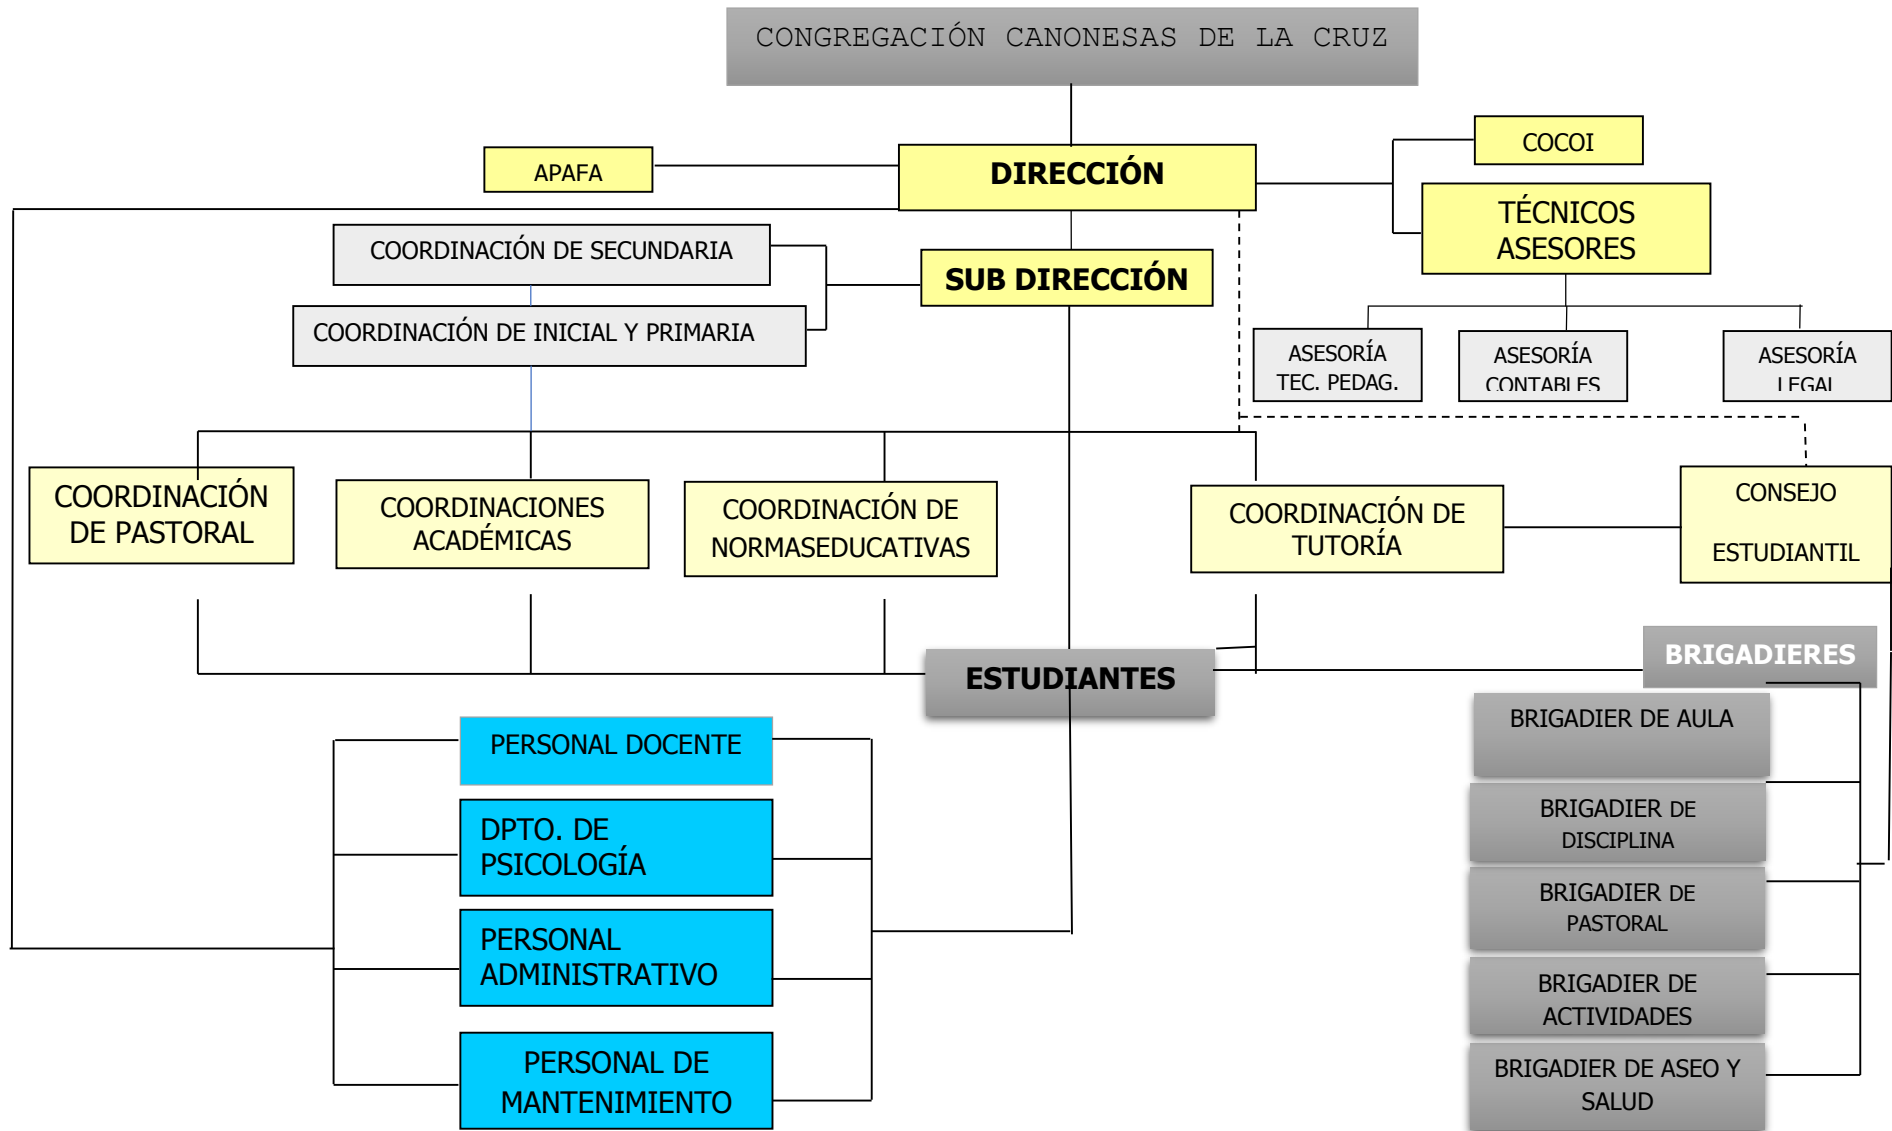 CONGREGACIÓN CANONESAS DE LA CRUZ
COCOI
APAFA
DIRECCIÓN
TÉCNICOS
ASESORES
COORDINACIÓN DE SECUNDARIA
SUB DIRECCIÓN
COORDINACIÓN DE INICIAL Y PRIMARIA
ASESORÍA
TEC. PEDAG.
ASESORÍA
CONTABLES
ASESORÍA
LEGAL
COORDINACIÓN
DE PASTORAL
COORDINACIONES
ACADÉMICAS
COORDINACIÓN DE
NORMASEDUCATIVAS
COORDINACIÓN DE
TUTORÍA
CONSEJO
ESTUDIANTIL
ESTUDIANTES
BRIGADIERES
PERSONAL DOCENTE
DPTO. DE
PSICOLOGÍA
PERSONAL
ADMINISTRATIVO
PERSONAL DE
MANTENIMIENTO
BRIGADIER DE AULA
BRIGADIER DE
DISCIPLINA
BRIGADIER DE
PASTORAL
BRIGADIER DE
ACTIVIDADES
BRIGADIER DE ASEO Y
SALUD